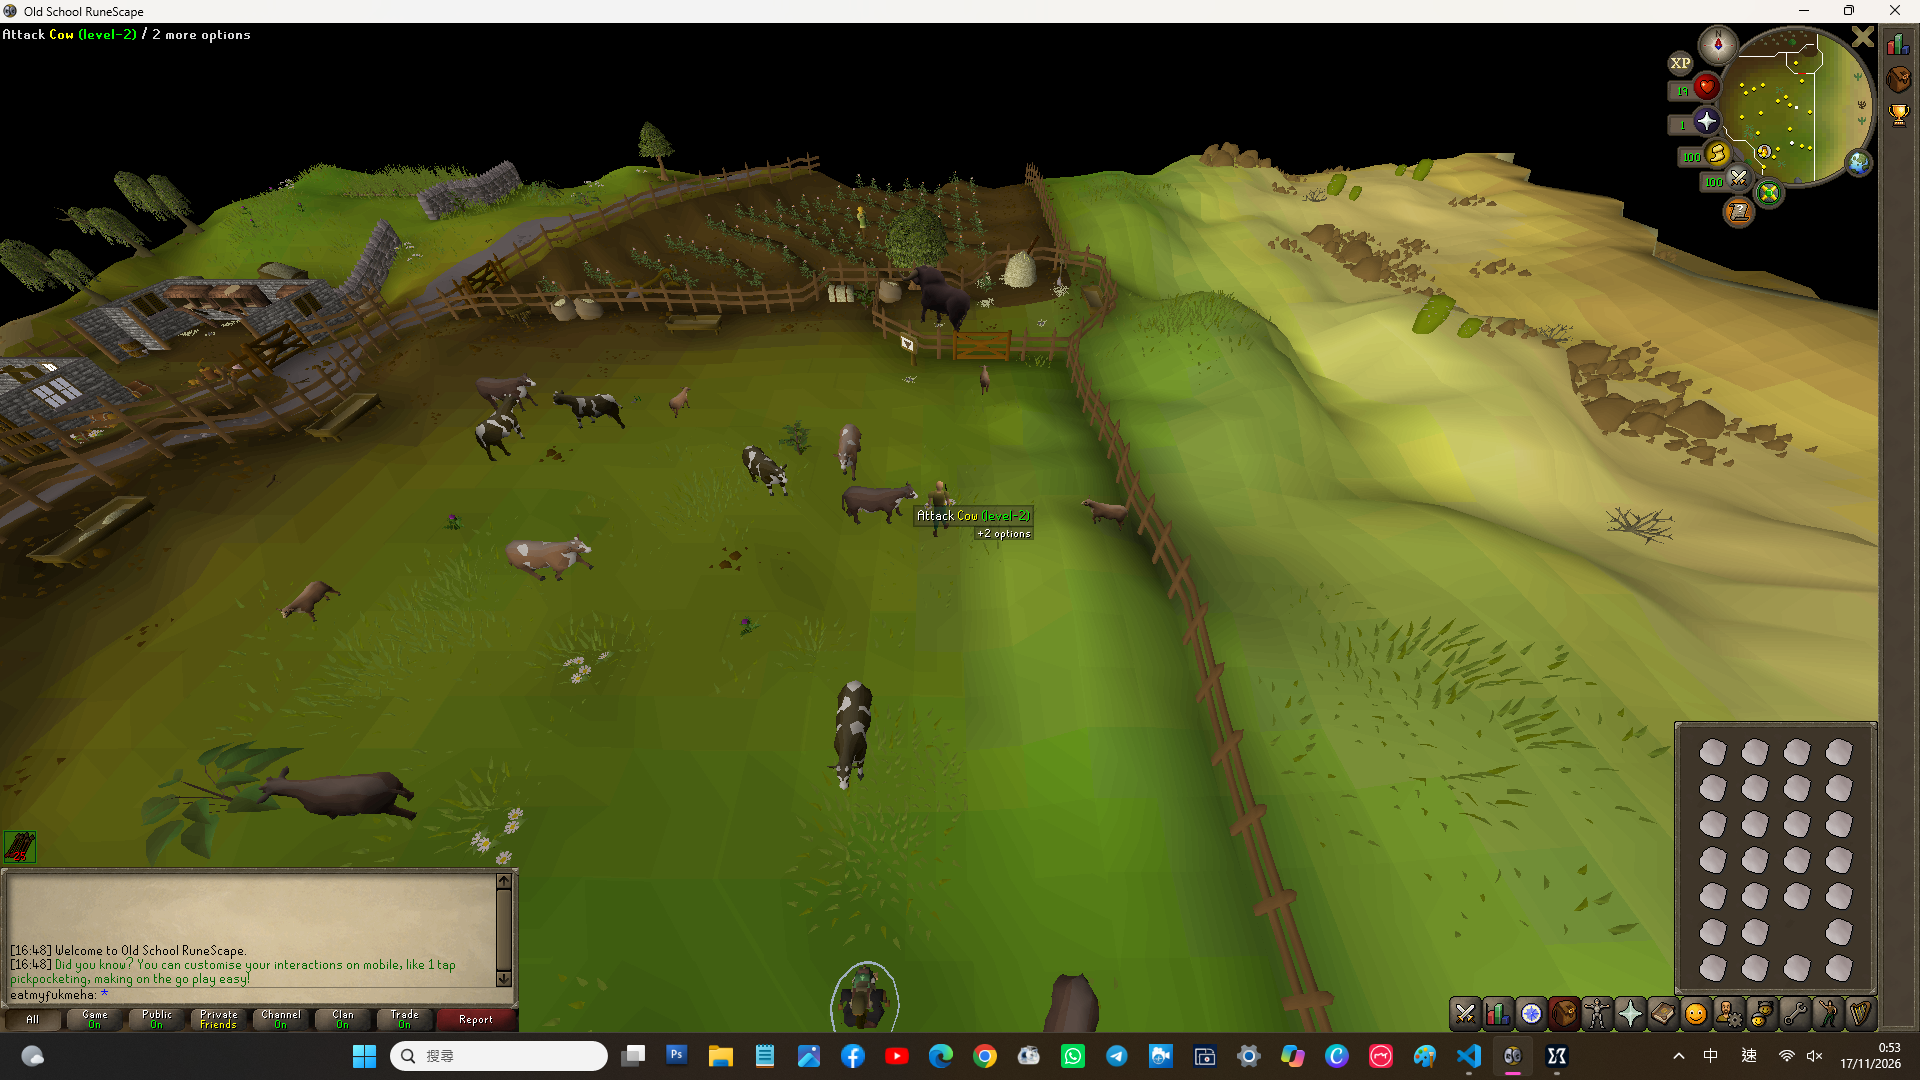 Old School RuneScape
Attack Cow (level-2) / 2 more options
N
XP
19
1
100
100
Attack Cow (level-2)
+2 options
[16:48] Welcome to Old School RuneScape.
[16:48] Did you know? You can customise your interactions on mobile, like 1 tap
pickpocketing, making on the go play easy!
eatmyfukmeha: *
All
Game
On
Public
On
Private
Friends
Channel
On
Clan
On
Trade
On
Report
搜尋
Ps
中
速
0:53
17/11/2026